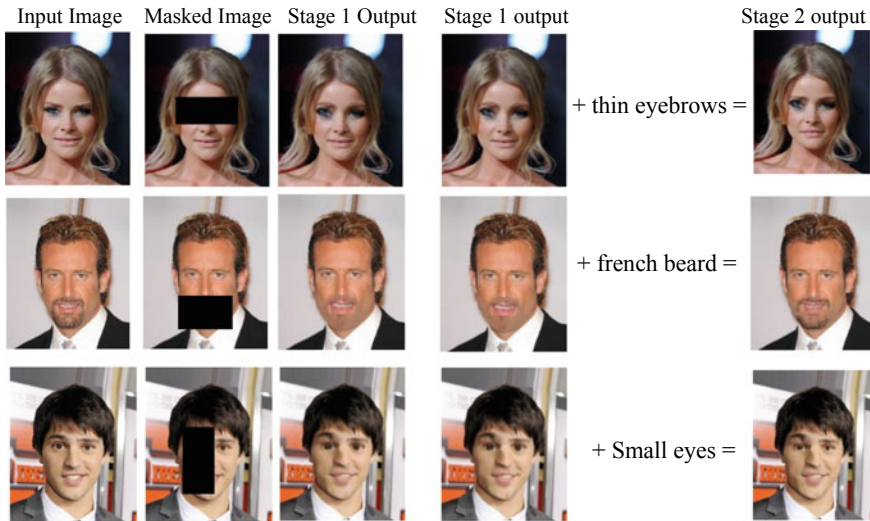 Input Image Masked Image Stage 1 Output Stage 1 output Stage 2 output
+ thin eyebrows =
+ french beard =
+ Small eyes =